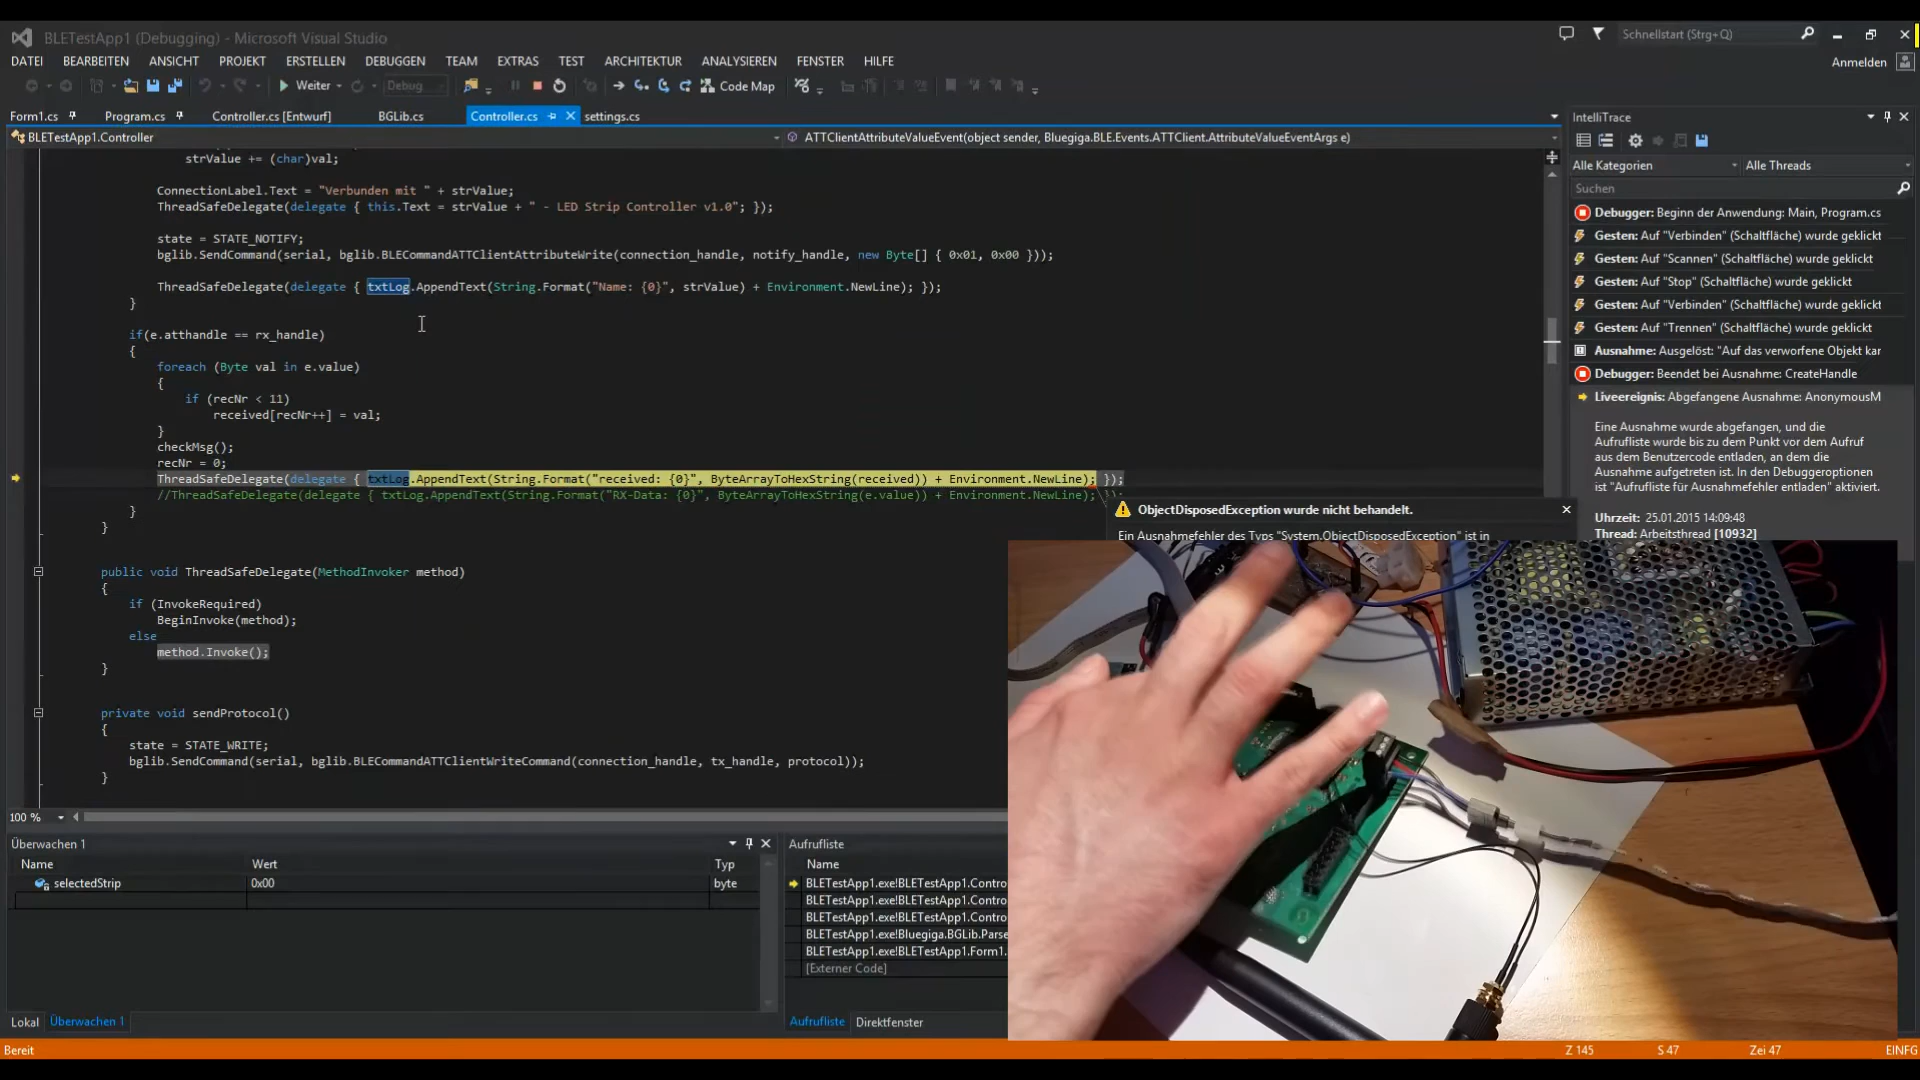 BLETestApp1 (Debugging) - Microsoft Visual Studio
Schnellstart (Strg+Q)
DATEI BEARBEITEN ANSICHT PROJEKT ERSTELLEN DEBUGGEN TEAM EXTRAS TEST ARCHITEKTUR ANALYSIEREN FENSTER HILFE
Anmelden
Weiter Debug Code Map
Form1.cs Program.cs Controller.cs [Entwurf] BGLib.cs Controller.cs settings.cs
BLETestApp1.Controller
ATTClientAttributeValueEvent(object sender, Bluegiga.BLE.Events.ATTClient.AttributeValueEventArgs e)
strValue += (char)val;
ConnectionLabel.Text = "Verbunden mit " + strValue;
ThreadSafeDelegate(delegate { this.Text = strValue + " - LED Strip Controller v1.0"; });
state = STATE_NOTIFY;
bglib.SendCommand(serial, bglib.BLECommandATTClientAttributeWrite(connection_handle, notify_handle, new Byte[] { 0x01, 0x00 }));
ThreadSafeDelegate(delegate { txtLog.AppendText(String.Format("Name: {0}", strValue) + Environment.NewLine); });
}
if(e.atthandle == rx_handle)
{
foreach (Byte val in e.value)
{
if (recNr < 11)
received[recNr++] = val;
}
checkMsg();
recNr = 0;
ThreadSafeDelegate(delegate { txtLog.AppendText(String.Format("received: {0}", ByteArrayToHexString(received)) + Environment.NewLine); });
//ThreadSafeDelegate(delegate { txtLog.AppendText(String.Format("RX-Data: {0}", ByteArrayToHexString(e.value)) + Environment.NewLine); });
}
}
public void ThreadSafeDelegate(MethodInvoker method)
{
if (InvokeRequired)
BeginInvoke(method);
else
method.Invoke();
}
private void sendProtocol()
{
state = STATE_WRITE;
bglib.SendCommand(serial, bglib.BLECommandATTClientWriteCommand(connection_handle, tx_handle, protocol));
}
100 %
ObjectDisposedException wurde nicht behandelt.
Ein Ausnahmefehler des Typs "System.ObjectDisposedException" ist in
IntelliTrace
Alle Kategorien Alle Threads
Suchen
Debugger: Beginn der Anwendung: Main, Program.cs
Gesten: Auf "Verbinden" (Schaltfläche) wurde geklickt
Gesten: Auf "Scannen" (Schaltfläche) wurde geklickt
Gesten: Auf "Stop" (Schaltfläche) wurde geklickt
Gesten: Auf "Verbinden" (Schaltfläche) wurde geklickt
Gesten: Auf "Trennen" (Schaltfläche) wurde geklickt
Ausnahme: Ausgelöst: "Auf das verworfene Objekt kar
Debugger: Beendet bei Ausnahme: CreateHandle
Liveereignis: Abgefangene Ausnahme: AnonymousM
Eine Ausnahme wurde abgefangen, und die
Aufrufliste wurde bis zu dem Punkt vor dem Aufruf
aus dem Benutzercode entladen, an dem die
Ausnahme aufgetreten ist. In den Debuggeroptionen
ist "Aufrufliste für Ausnahmefehler entladen" aktiviert.
Uhrzeit: 25.01.2015 14:09:48
Thread: Arbeitsthread [10932]
Überwachen 1
Name Wert Typ
selectedStrip 0x00 byte
Lokal Überwachen 1
Aufrufliste
Name
BLETestApp1.exe!BLETestApp1.Contro
BLETestApp1.exe!BLETestApp1.Contro
BLETestApp1.exe!BLETestApp1.Contro
BLETestApp1.exe!Bluegiga.BGLib.Parse
BLETestApp1.exe!BLETestApp1.Form1.
[Externer Code]
Aufrufliste Direktfenster
Bereit Z 145 S 47 Zei 47 EINFG